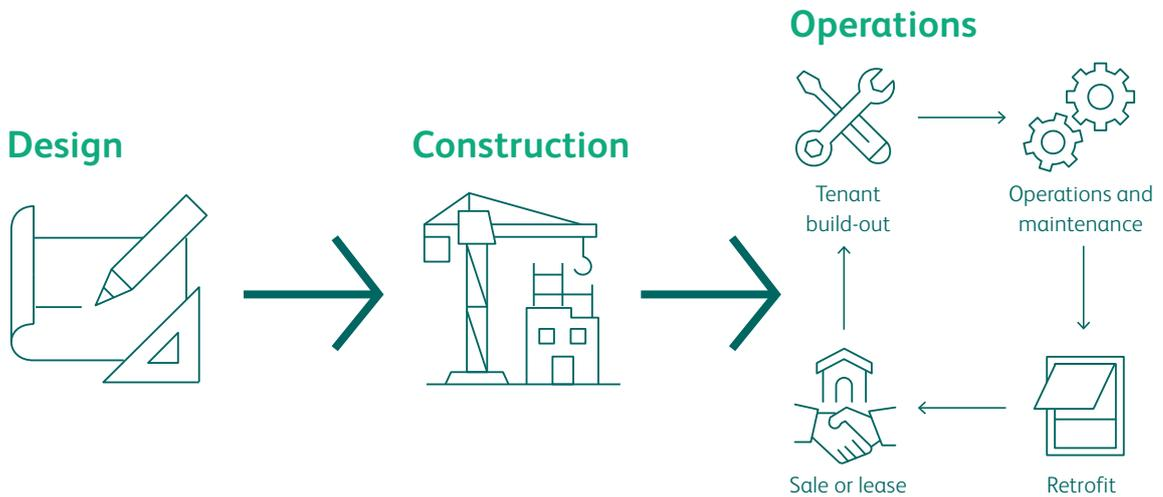 Operations
Design
Construction
Tenant
build-out
Operations and
maintenance
Sale or lease
Retrofit